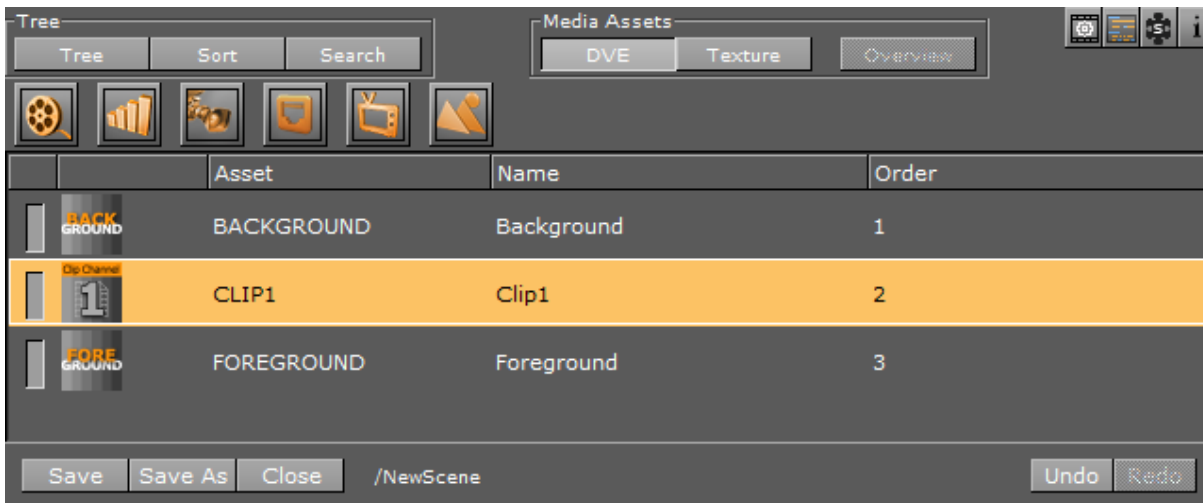 Tree
Media Assets
Tree Sort Search DVE Texture Overview
S i
Asset Name Order
BACK
GROUND
BACKGROUND Background 1
Clip Channel
1
CLIP1 Clip1 2
FORE
GROUND
FOREGROUND Foreground 3
Save Save As Close /NewScene Undo Redo